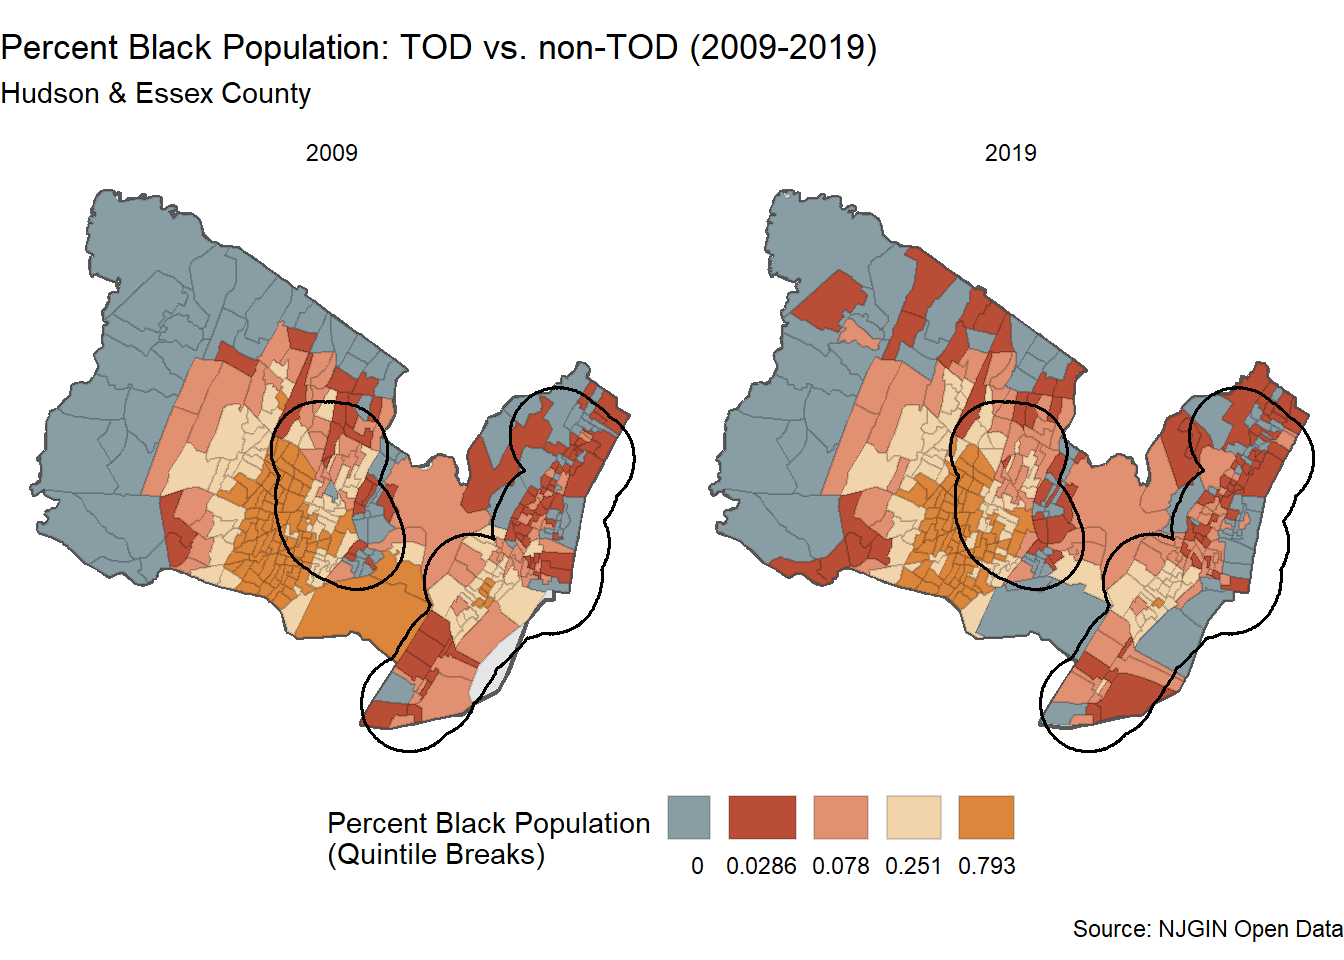 Percent Black Population: TOD vs. non-TOD (2009-2019)
Hudson & Essex County
2009
2019
Percent Black Population
(Quintile Breaks)
0 0.0286 0.078 0.251 0.793
Source: NJGIN Open Data